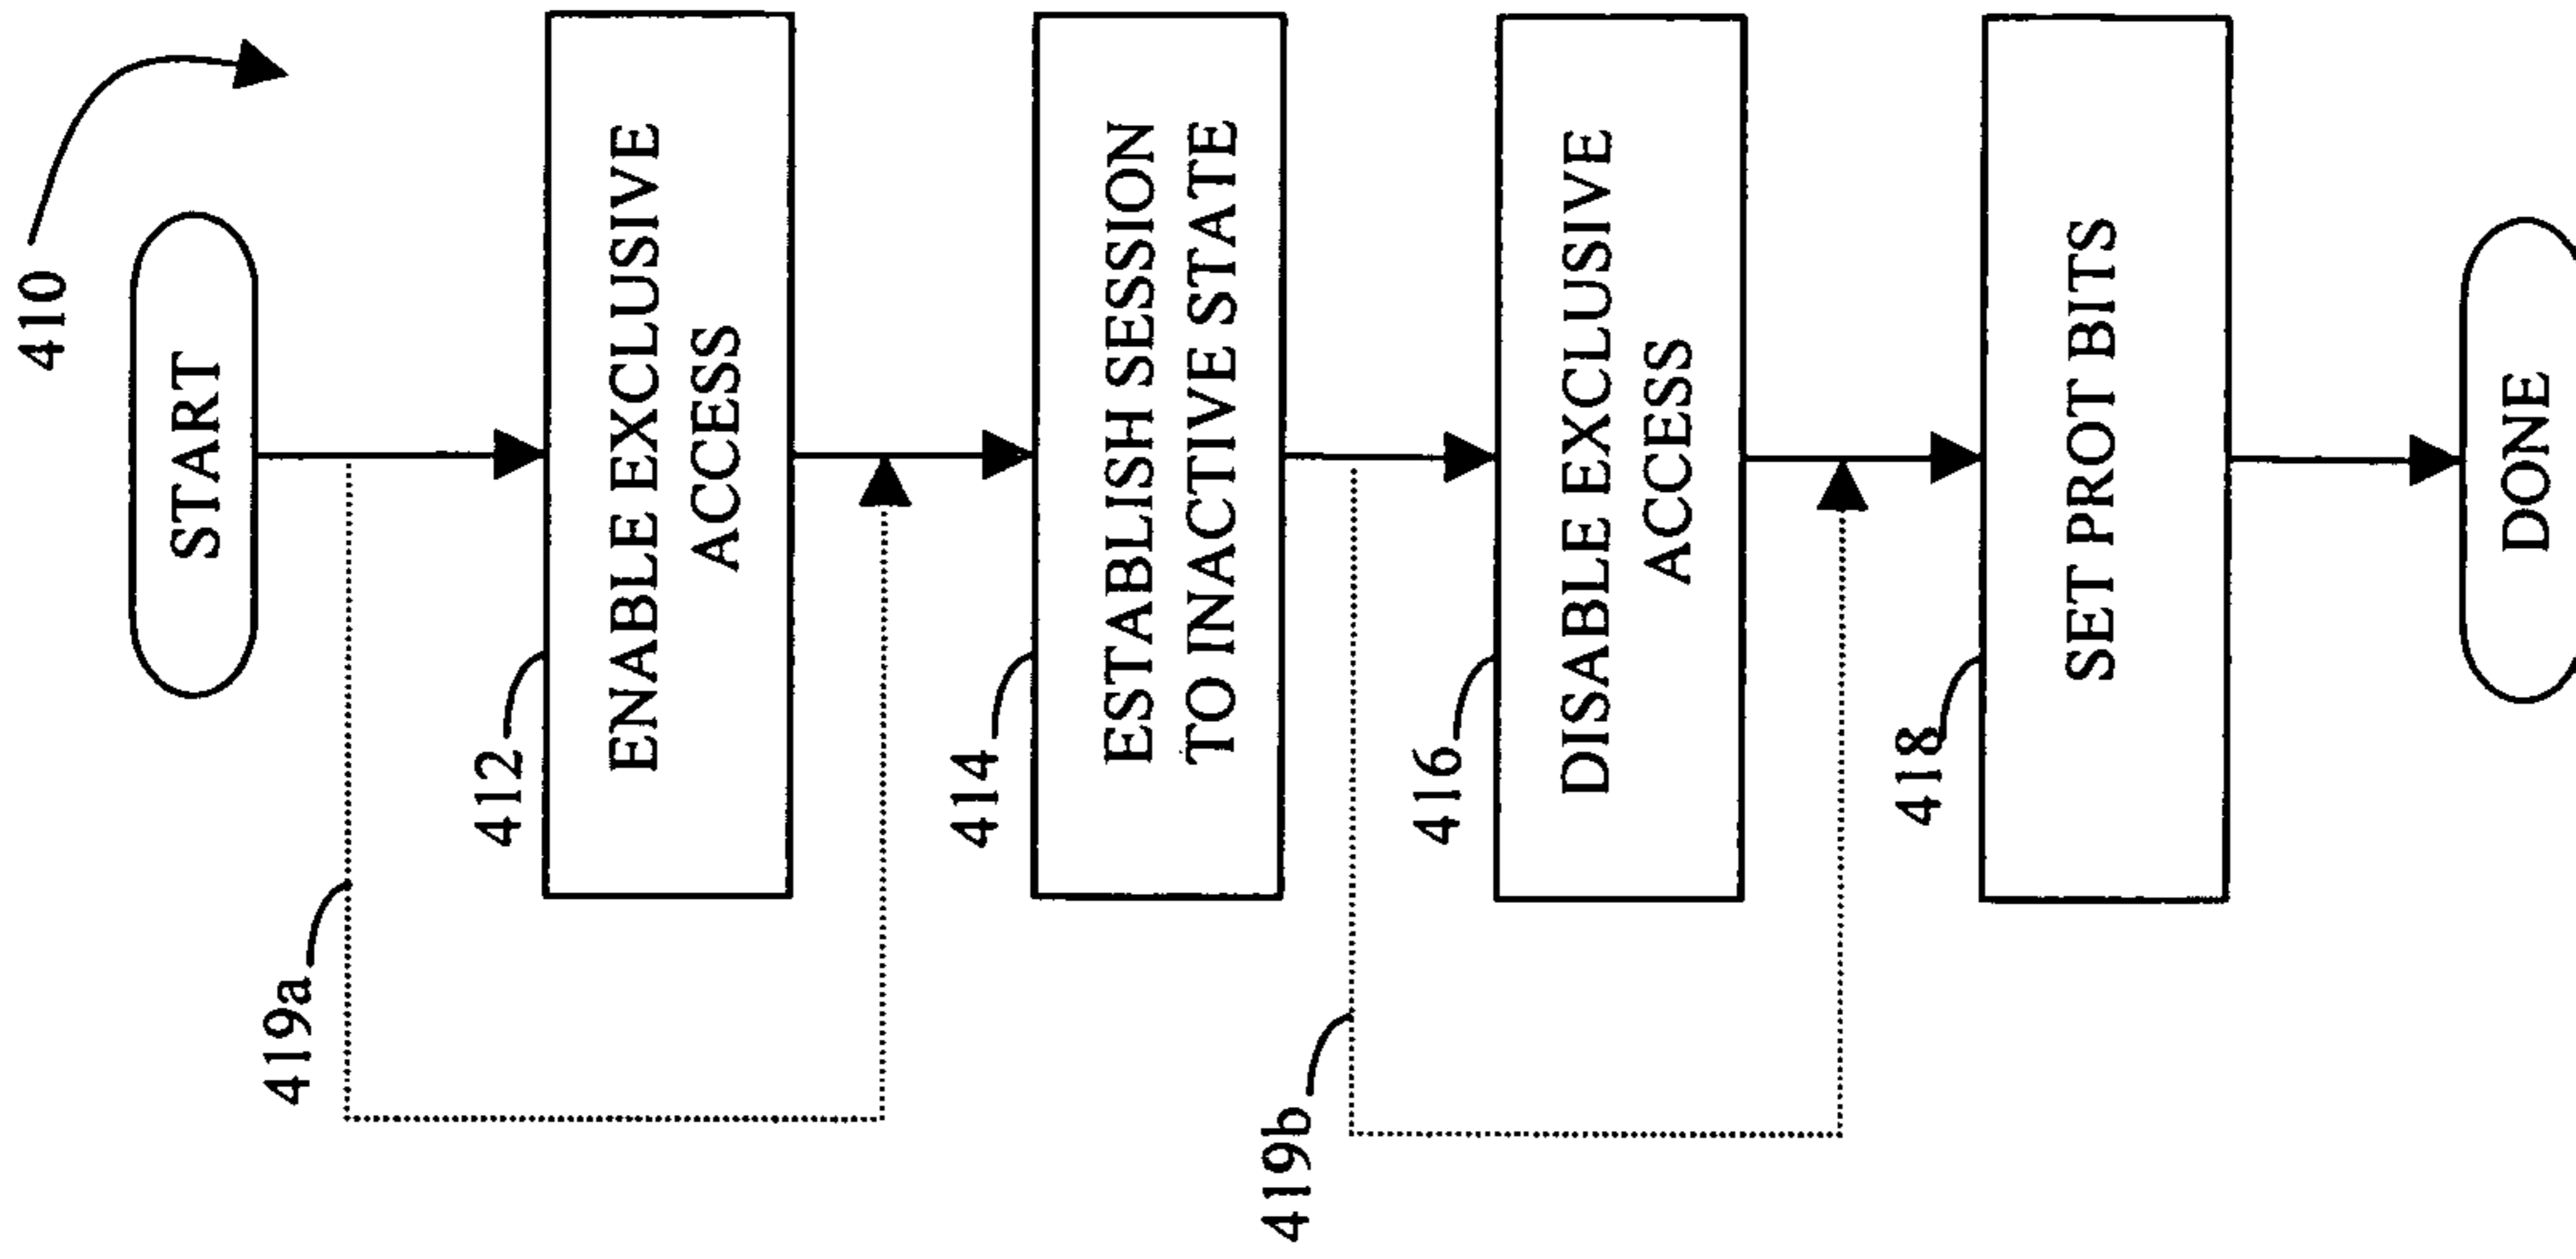 410
START
419a
412
ENABLE EXCLUSIVE
ACCESS
414
ESTABLISH SESSION
TO INACTIVE STATE
419b
416
DISABLE EXCLUSIVE
ACCESS
418
SET PROT BITS
DONE